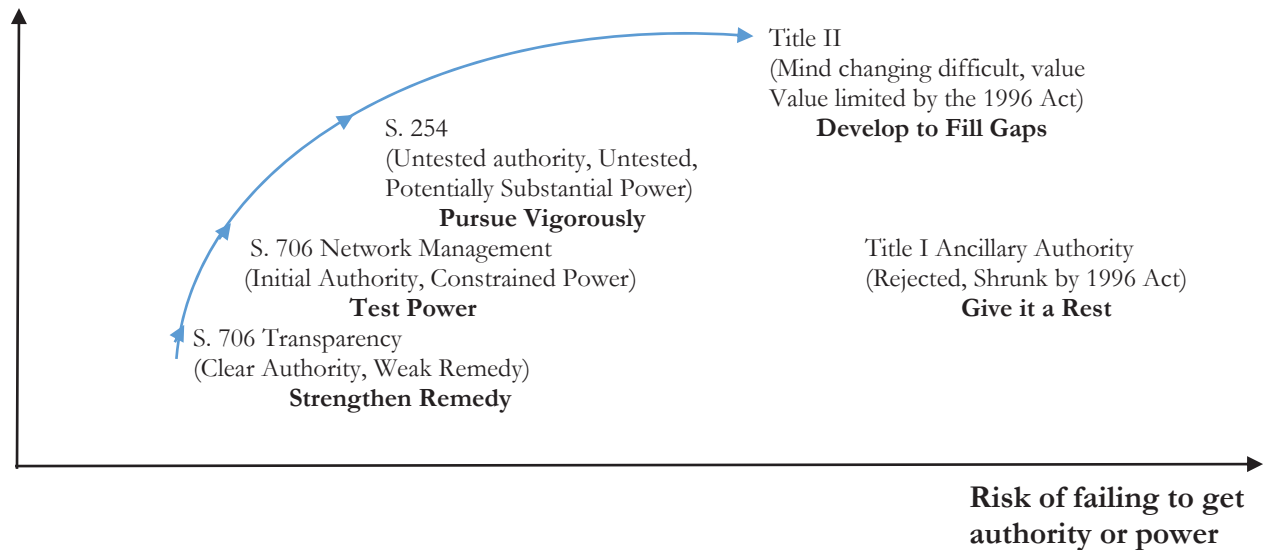 Title II
(Mind changing difficult, value
Value limited by the 1996 Act)
Develop to Fill Gaps
S. 254
(Untested authority, Untested,
Potentially Substantial Power)
Pursue Vigorously
S. 706 Network Management
(Initial Authority, Constrained Power)
Test Power
Title I Ancillary Authority
(Rejected, Shrunk by 1996 Act)
Give it a Rest
S. 706 Transparency
(Clear Authority, Weak Remedy)
Strengthen Remedy
Risk of failing to get
authority or power